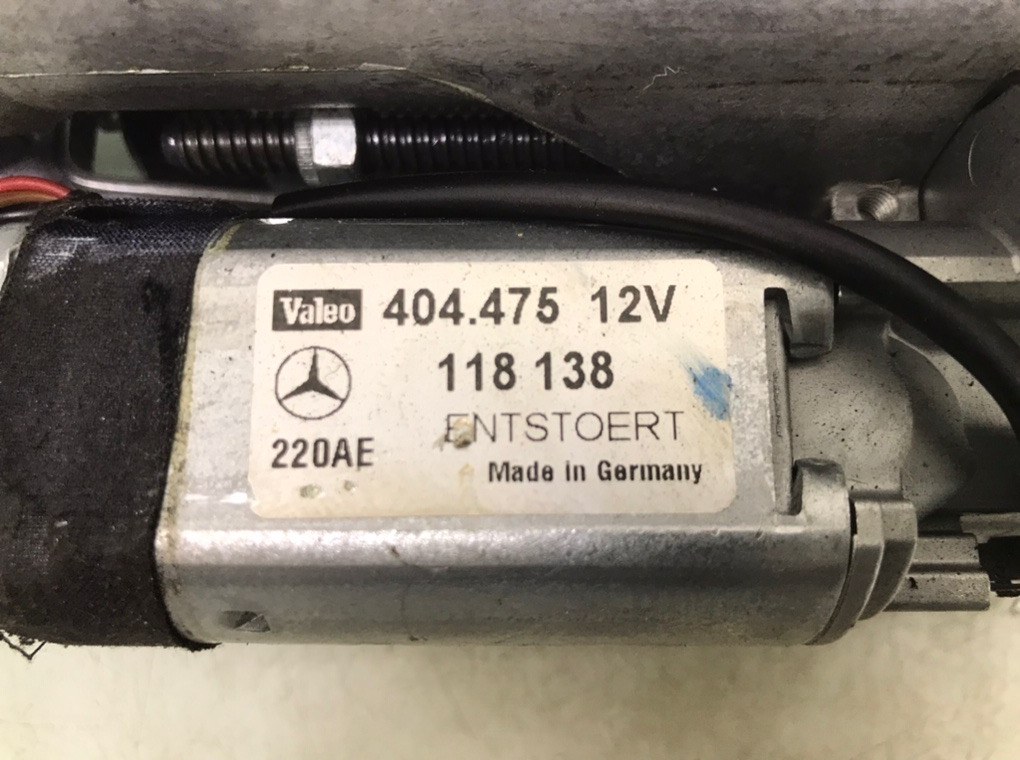 Valeo 404.475 12V
118 138
ENTSTOERT
220AE
Made in Germany